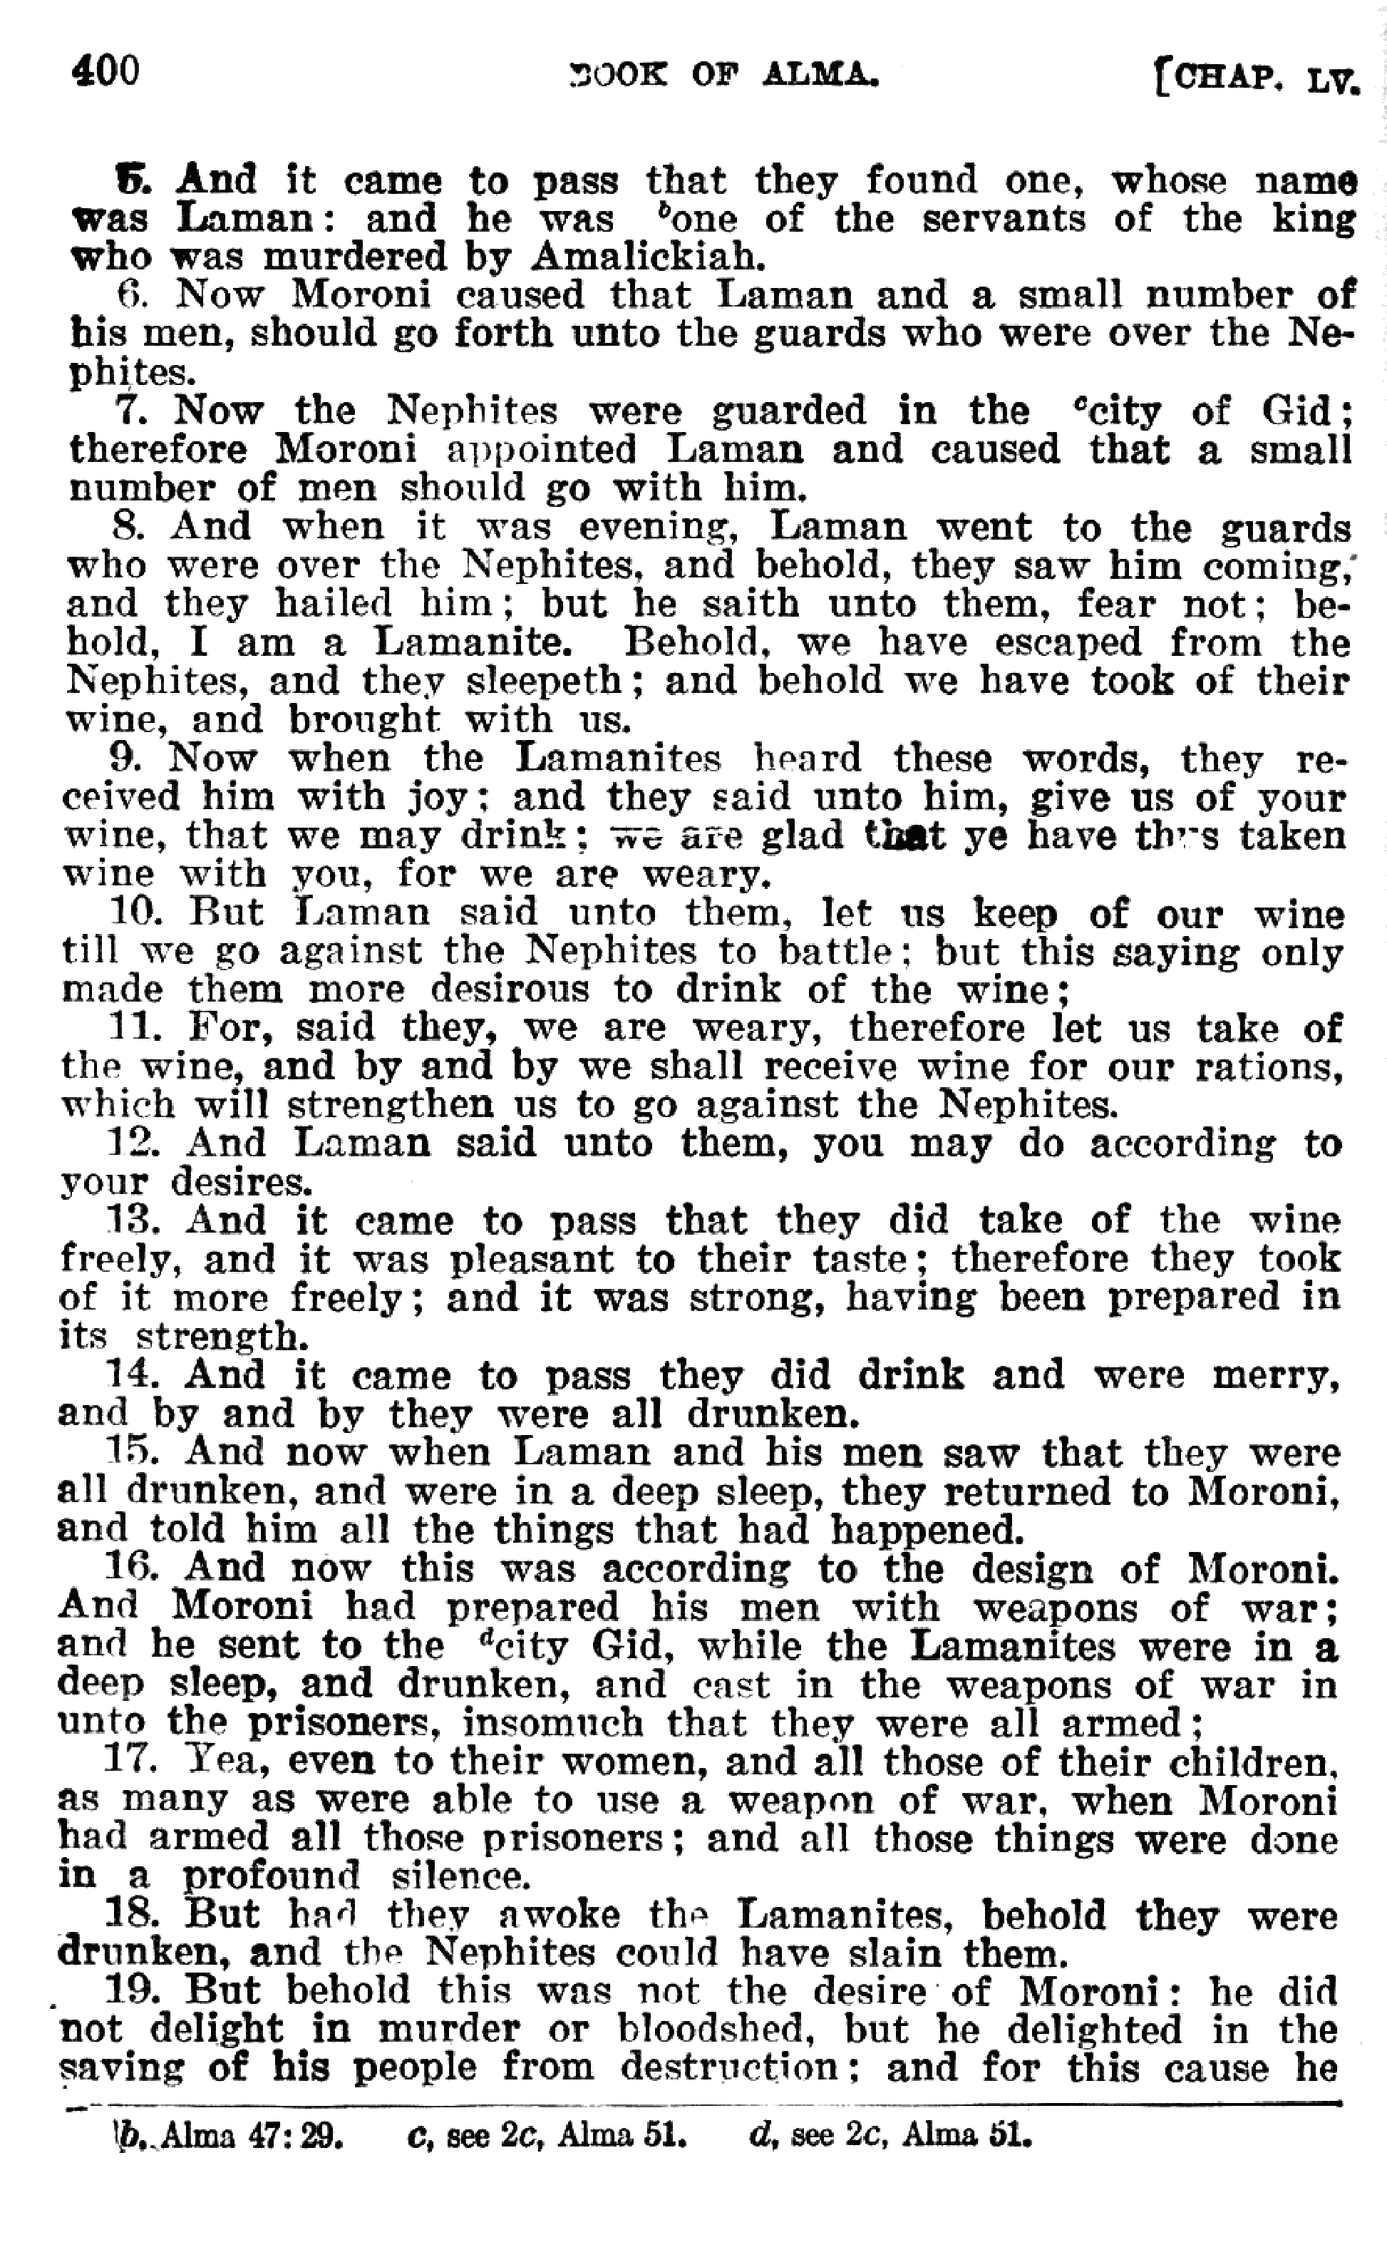 400 BOOK OF ALMA. [CHAP. LV.
5. And it came to pass that they found one, whose name
was Laman: and he was bone of the servants of the king
who was murdered by Amalickiah.
6. Now Moroni caused that Laman and a small number of
his men, should go forth unto the guards who were over the Ne-
phites.
7. Now the Nephites were guarded in the ccity of Gid;
therefore Moroni appointed Laman and caused that a small
number of men should go with him.
8. And when it was evening, Laman went to the guards
who were over the Nephites, and behold, they saw him coming,
and they hailed him; but he saith unto them, fear not; be-
hold, I am a Lamanite. Behold, we have escaped from the
Nephites, and they sleepeth; and behold we have took of their
wine, and brought with us.
9. Now when the Lamanites heard these words, they re-
ceived him with joy; and they said unto him, give us of your
wine, that we may drink; we are glad that ye have thus taken
wine with you, for we are weary.
10. But Laman said unto them, let us keep of our wine
till we go against the Nephites to battle; but this saying only
made them more desirous to drink of the wine;
11. For, said they, we are weary, therefore let us take of
the wine, and by and by we shall receive wine for our rations,
which will strengthen us to go against the Nephites.
12. And Laman said unto them, you may do according to
your desires.
13. And it came to pass that they did take of the wine
freely, and it was pleasant to their taste; therefore they took
of it more freely; and it was strong, having been prepared in
its strength.
14. And it came to pass they did drink and were merry,
and by and by they were all drunken.
15. And now when Laman and his men saw that they were
all drunken, and were in a deep sleep, they returned to Moroni,
and told him all the things that had happened.
16. And now this was according to the design of Moroni.
And Moroni had prepared his men with weapons of war;
and he sent to the dcity Gid, while the Lamanites were in a
deep sleep, and drunken, and cast in the weapons of war in
unto the prisoners, insomuch that they were all armed;
17. Yea, even to their women, and all those of their children,
as many as were able to use a weapon of war, when Moroni
had armed all those prisoners; and all those things were done
in a profound silence.
18. But had they awoke the Lamanites, behold they were
drunken, and the Nephites could have slain them.
19. But behold this was not the desire of Moroni: he did
not delight in murder or bloodshed, but he delighted in the
saving of his people from destruction; and for this cause he
b, Alma 47: 29. c, see 2c, Alma 51. d, see 2c, Alma 51.